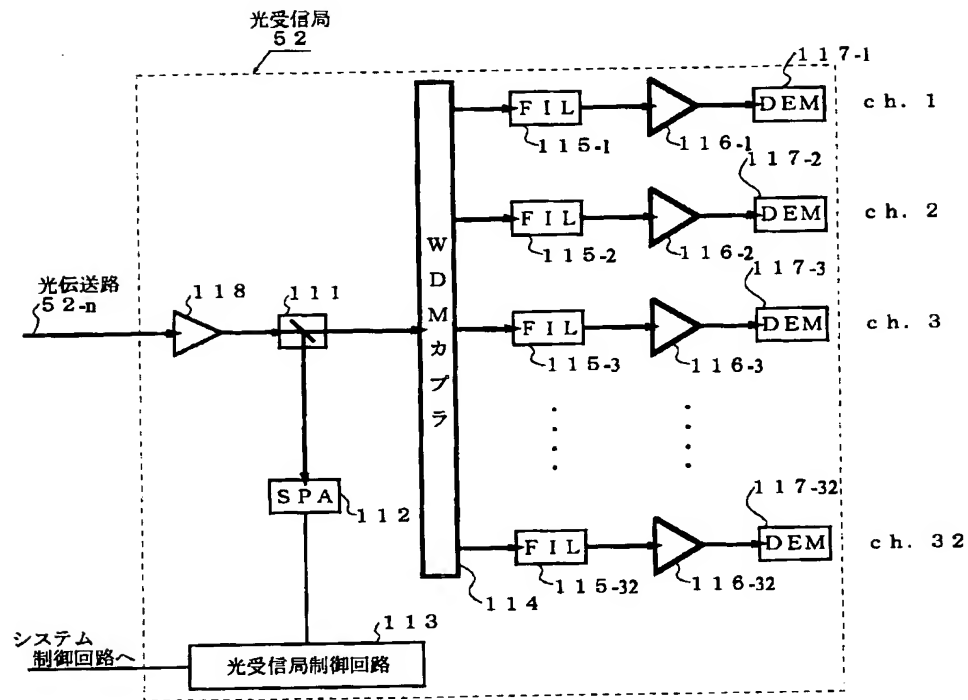 光受信局
５２
１１７-1
ＦＩＬ
ＤＥＭ
ｃｈ．１
１１５-1
１１６-1
１１７-2
ＦＩＬ
ＤＥＭ
ｃｈ．２
１１５-2
１１６-2
ＷＤＭカプラ
光伝送路
５２-n
１１８
１１１
１１７-3
ＦＩＬ
ＤＥＭ
ｃｈ．３
１１５-3
１１６-3
ＳＰＡ
１１２
１１７-32
ＦＩＬ
ＤＥＭ
ｃｈ．３２
１１５-32
１１６-32
１１４
１１３
システム
制御回路へ
光受信局制御回路